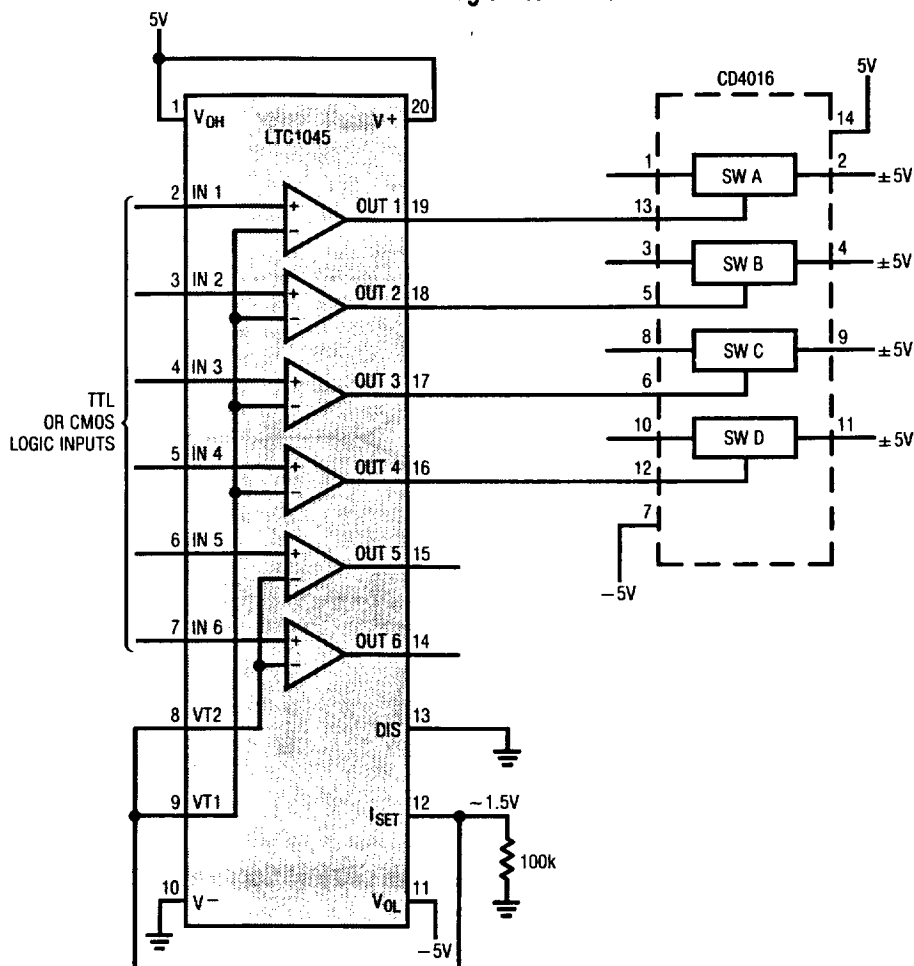 5V
1 V_OH
20 V+
LTC1045
2 IN 1
OUT 1 19
3 IN 2
OUT 2 18
4 IN 3
OUT 3 17
5 IN 4
OUT 4 16
6 IN 5
OUT 5 15
7 IN 6
OUT 6 14
+
−
+
−
+
−
+
−
+
−
+
−
TTL
OR CMOS
LOGIC INPUTS
8 VT2
DIS 13
9 VT1
I_SET 12
~1.5V
100k
10 V−
V_OL 11
−5V
CD4016
5V
14
1 SW A 2 ±5V
13
3 SW B 4 ±5V
5
8 SW C 9 ±5V
6
10 SW D 11 ±5V
12
7
−5V